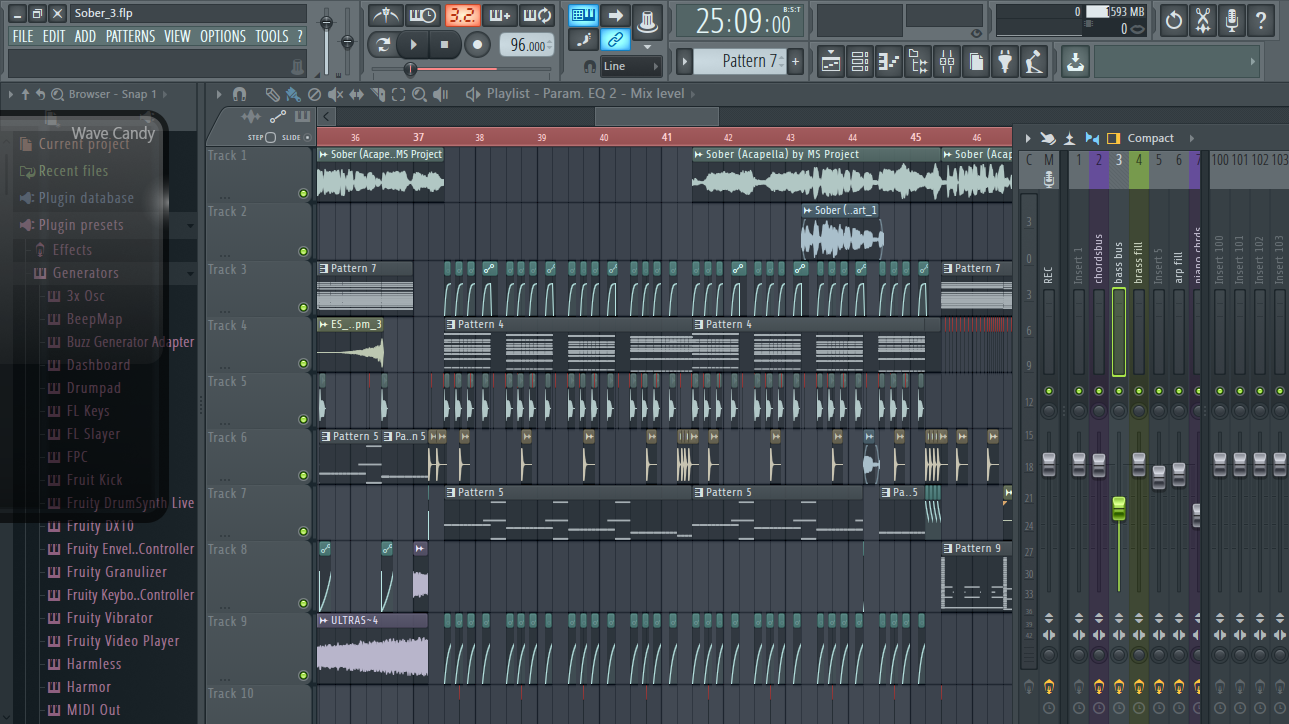 Sober_3.flp
FILE EDIT ADD PATTERNS VIEW OPTIONS TOOLS ?
3.2.
96.000
Line
25:09:00
B:S:T
Pattern 7
+
0
593 MB
0
?
Browser - Snap 1
Wave Candy
Current project
Recent files
Plugin database
Plugin presets
Effects
Generators
3x Osc
BeepMap
Buzz Generator Adapter
Dashboard
Drumpad
FL Keys
FL Slayer
FPC
Fruit Kick
Fruity DrumSynth Live
Fruity DX10
Fruity Envel..Controller
Fruity Granulizer
Fruity Keybo..Controller
Fruity Vibrator
Fruity Video Player
Harmless
Harmor
MIDI Out
Playlist - Param. EQ 2 - Mix level
STEP SLIDE
36 37 38 39 40 41 42 43 44 45 46
Track 1
Sober (Acape..MS Project
Sober (Acapella) by MS Project
Sober (Acap
Track 2
Sober (..art_1
Track 3
Pattern 7
Pattern 7
Track 4
ES_..pm_3
Pattern 4
Pattern 4
Track 5
Track 6
Pattern 5
Pa..n 5
Track 7
Pattern 5
Pattern 5
Pa..5
Track 8
Pattern 9
Track 9
ULTRAS~4
Track 10
Compact
C M 1 2 3 4 5 6 7 100 101 102 103
REC
Insert 1
chordsbus
bass bus
brass fill
Insert 5
arp fill
piano chrds
Insert 100
Insert 101
Insert 102
Insert 103
3
0
3
6
9
12
15
18
21
24
27
30
33
36
39
42